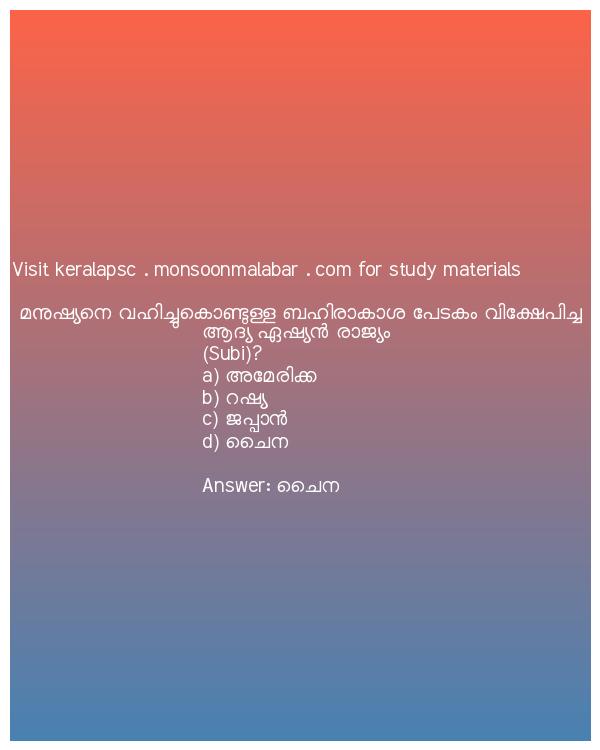 Visit keralapsc . monsoonmalabar . com for study materials
മനുഷ്യനെ വഹിച്ചുകൊണ്ടുള്ള ബഹിരാകാശ പേടകം വിക്ഷേപിച്ച
ആദ്യ ഏഷ്യൻ രാജ്യം
(Subi)?
a) അമേരിക്ക
b) റഷ്യ
c) ജപ്പാൻ
d) ചൈന
Answer: ചൈന